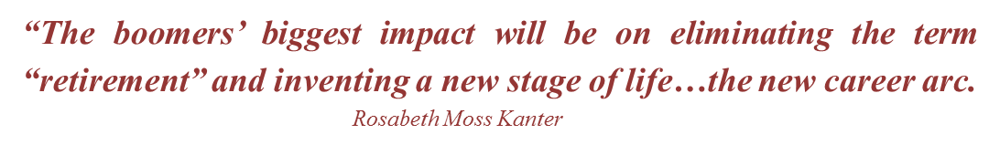 “The boomers’ biggest impact will be on eliminating the term
“retirement” and inventing a new stage of life…the new career arc.
Rosabeth Moss Kanter